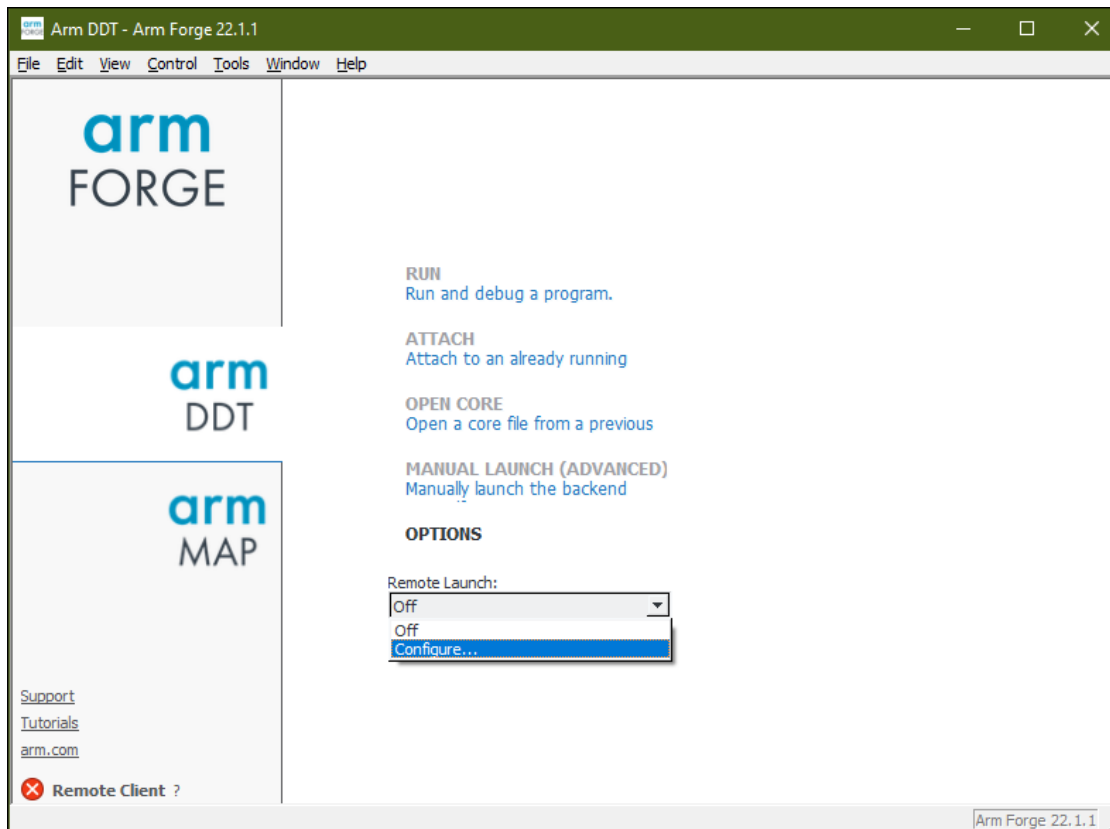 arm FORGE Arm DDT - Arm Forge 22.1.1
File Edit View Control Tools Window Help
arm
FORGE
arm
DDT
arm
MAP
Support
Tutorials
arm.com
Remote Client ?
RUN
Run and debug a program.
ATTACH
Attach to an already running
OPEN CORE
Open a core file from a previous
MANUAL LAUNCH (ADVANCED)
Manually launch the backend
OPTIONS
Remote Launch:
Off
Off
Configure...
Arm Forge 22.1.1